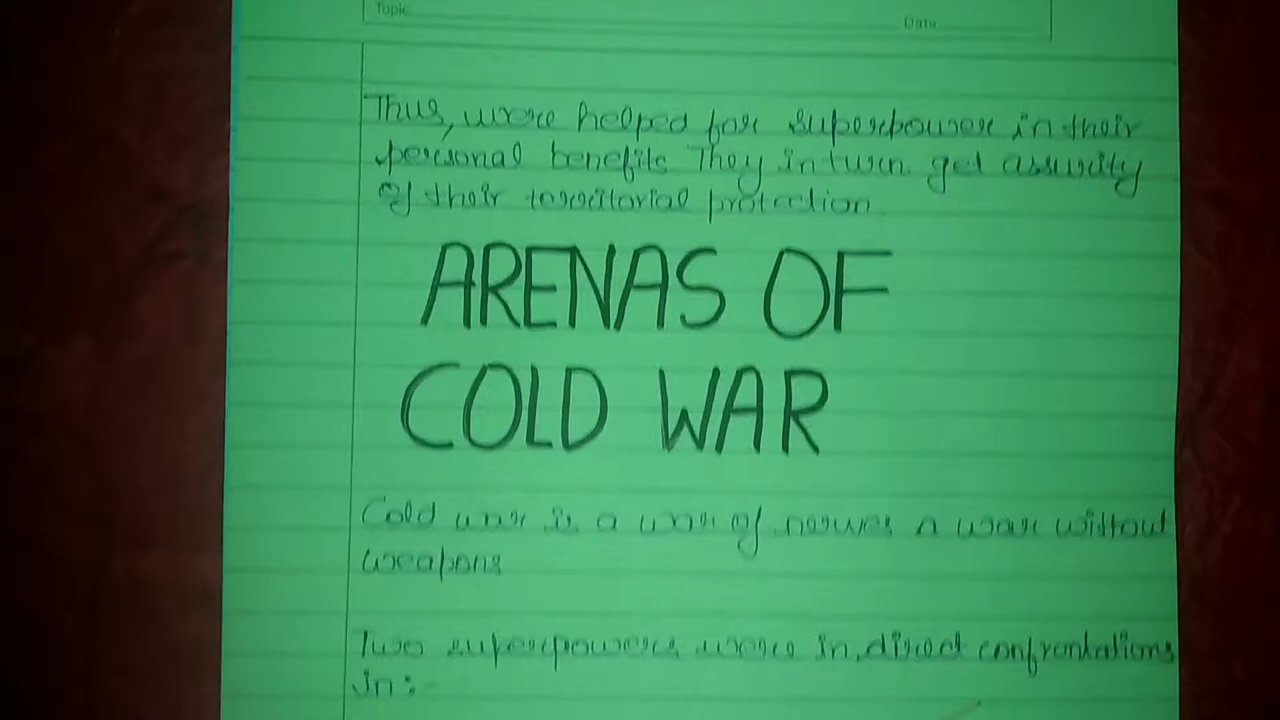 Topic
Date
Thus, were helped for superpower in their
personal benefits They in turn get assurity
of their territorial protection
ARENAS OF
COLD WAR
Cold war is a war of nerves a war without
weapons
Two superpowers were in direct confrontations
in:-